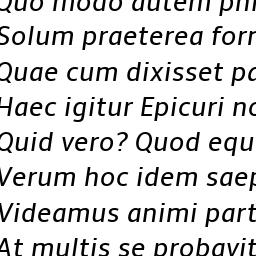 Quo modo autem phi
Solum praeterea form
Quae cum dixisset pa
Haec igitur Epicuri no
Quid vero? Quod equ
Verum hoc idem saep
Videamus animi part
At multis se probavit